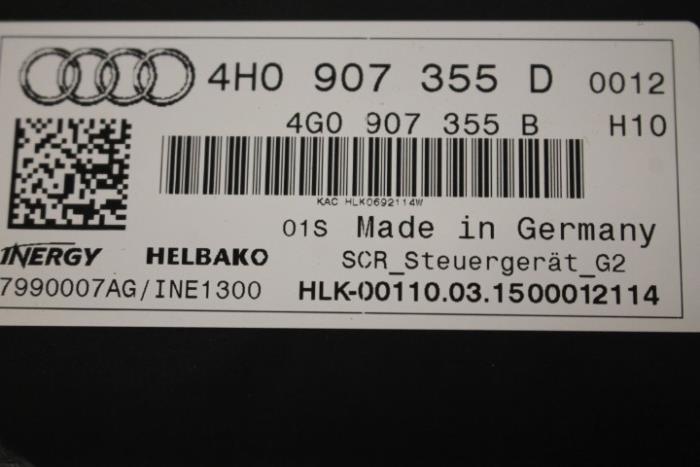 4H0 907 355 D 0012
4G0 907 355 B H10
KAC HLK0692114W
01S Made in Germany
INERGY HELBAKO SCR_Steuergerät_G2
7990007AG/INE1300 HLK-00110.03.1500012114